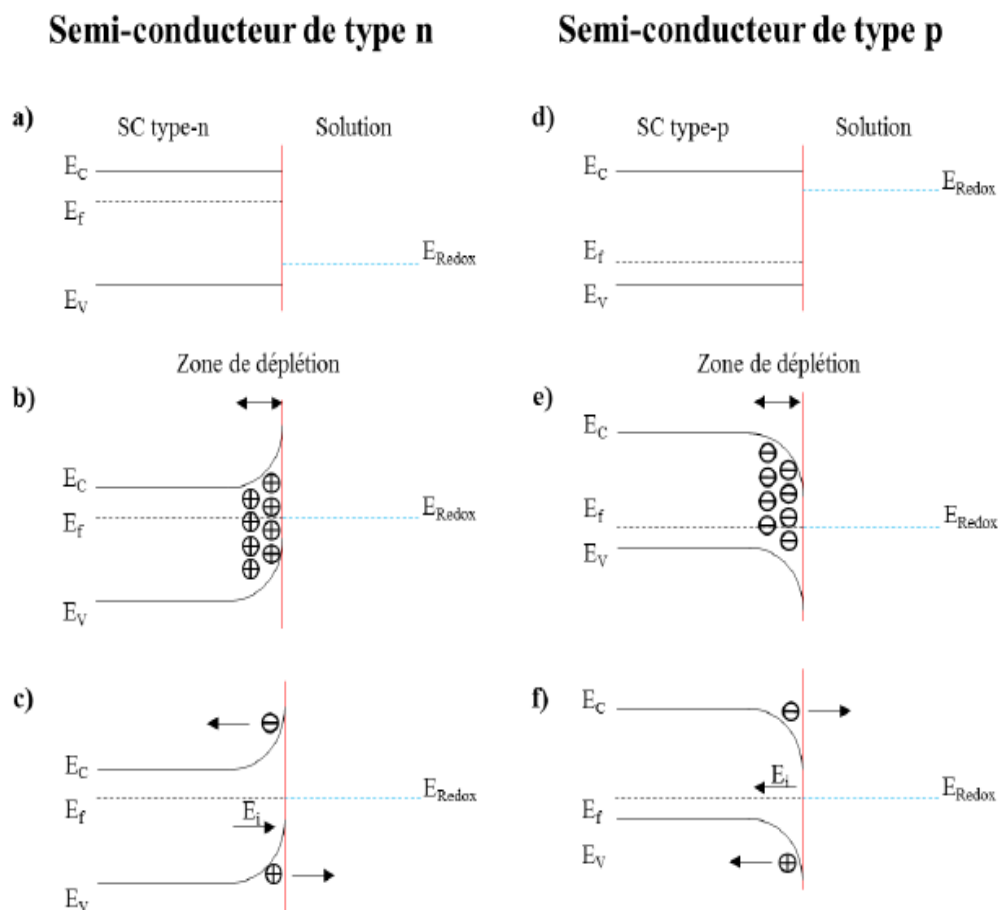 Semi-conducteur de type n
Semi-conducteur de type p
a)
SC type-n
Solution
E_C
E_f
E_Redox
E_V
d)
SC type-p
Solution
E_C
E_Redox
E_f
E_V
Zone de déplétion
b)
E_C
E_f
E_Redox
E_V
Zone de déplétion
e)
E_C
E_f
E_Redox
E_V
c)
E_C
E_f
E_Redox
E_i
E_V
f)
E_C
E_i
E_Redox
E_f
E_V